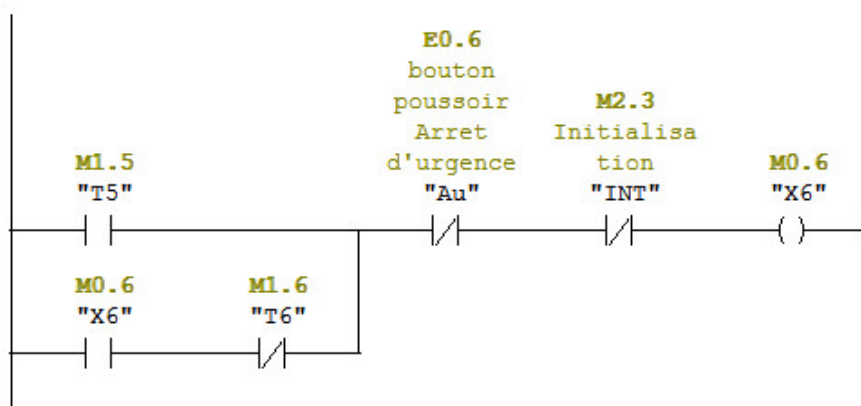 E0.6
bouton
poussoir
Arret
d'urgence
"Au"
M2.3
Initialisa
tion
"INT"
M1.5
"T5"
M0.6
"X6"
M0.6
"X6"
M1.6
"T6"